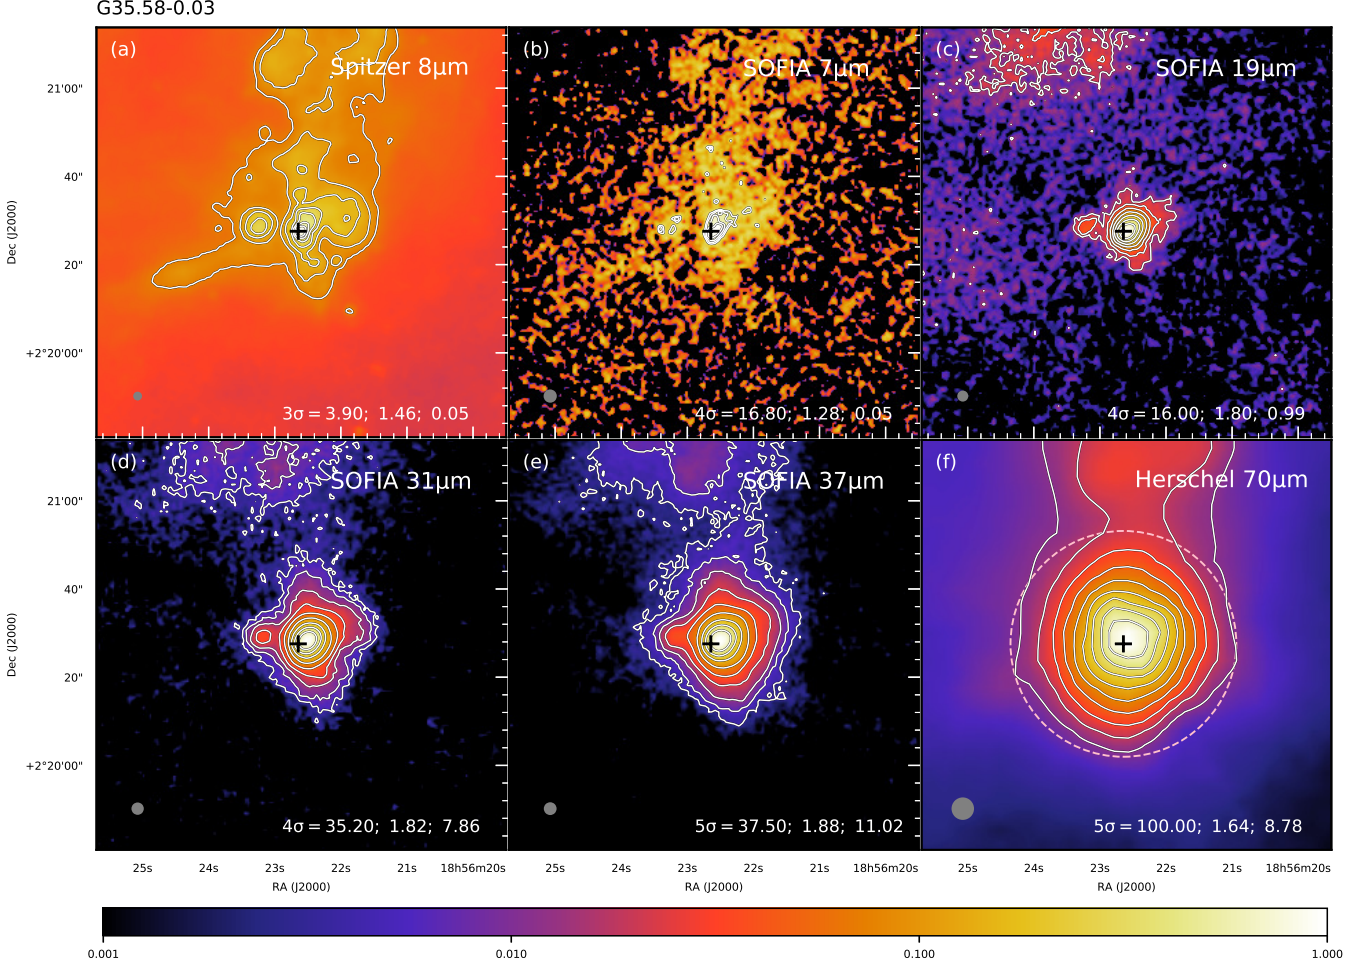 G35.58-0.03
(a)
Spitzer 8μm
(b)
SOFIA 7μm
(c)
SOFIA 19μm
21'00"
40"
20"
+2°20'00"
Dec (J2000)
3σ = 3.90; 1.46; 0.05
4σ = 16.80; 1.28; 0.05
4σ = 16.00; 1.80; 0.99
(d)
SOFIA 31μm
(e)
SOFIA 37μm
(f)
Herschel 70μm
21'00"
40"
20"
+2°20'00"
Dec (J2000)
4σ = 35.20; 1.82; 7.86
5σ = 37.50; 1.88; 11.02
5σ = 100.00; 1.64; 8.78
25s 24s 23s 22s 21s 18h56m20s
25s 24s 23s 22s 21s 18h56m20s
25s 24s 23s 22s 21s 18h56m20s
RA (J2000)
RA (J2000)
RA (J2000)
0.001 0.010 0.100 1.000